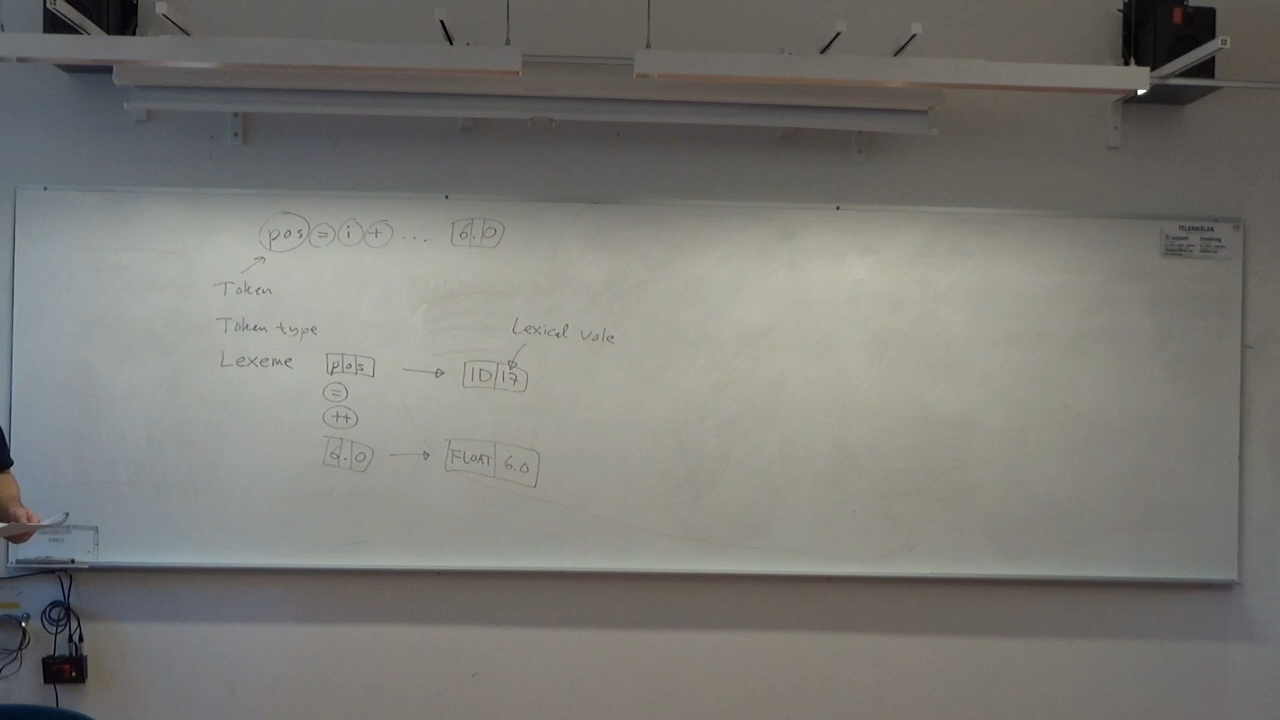 pos = i + ... 6.0
Token
Token type
Lexical vale
Lexeme pos → ID 17
=
++
6.0 → FLOAT 6.0